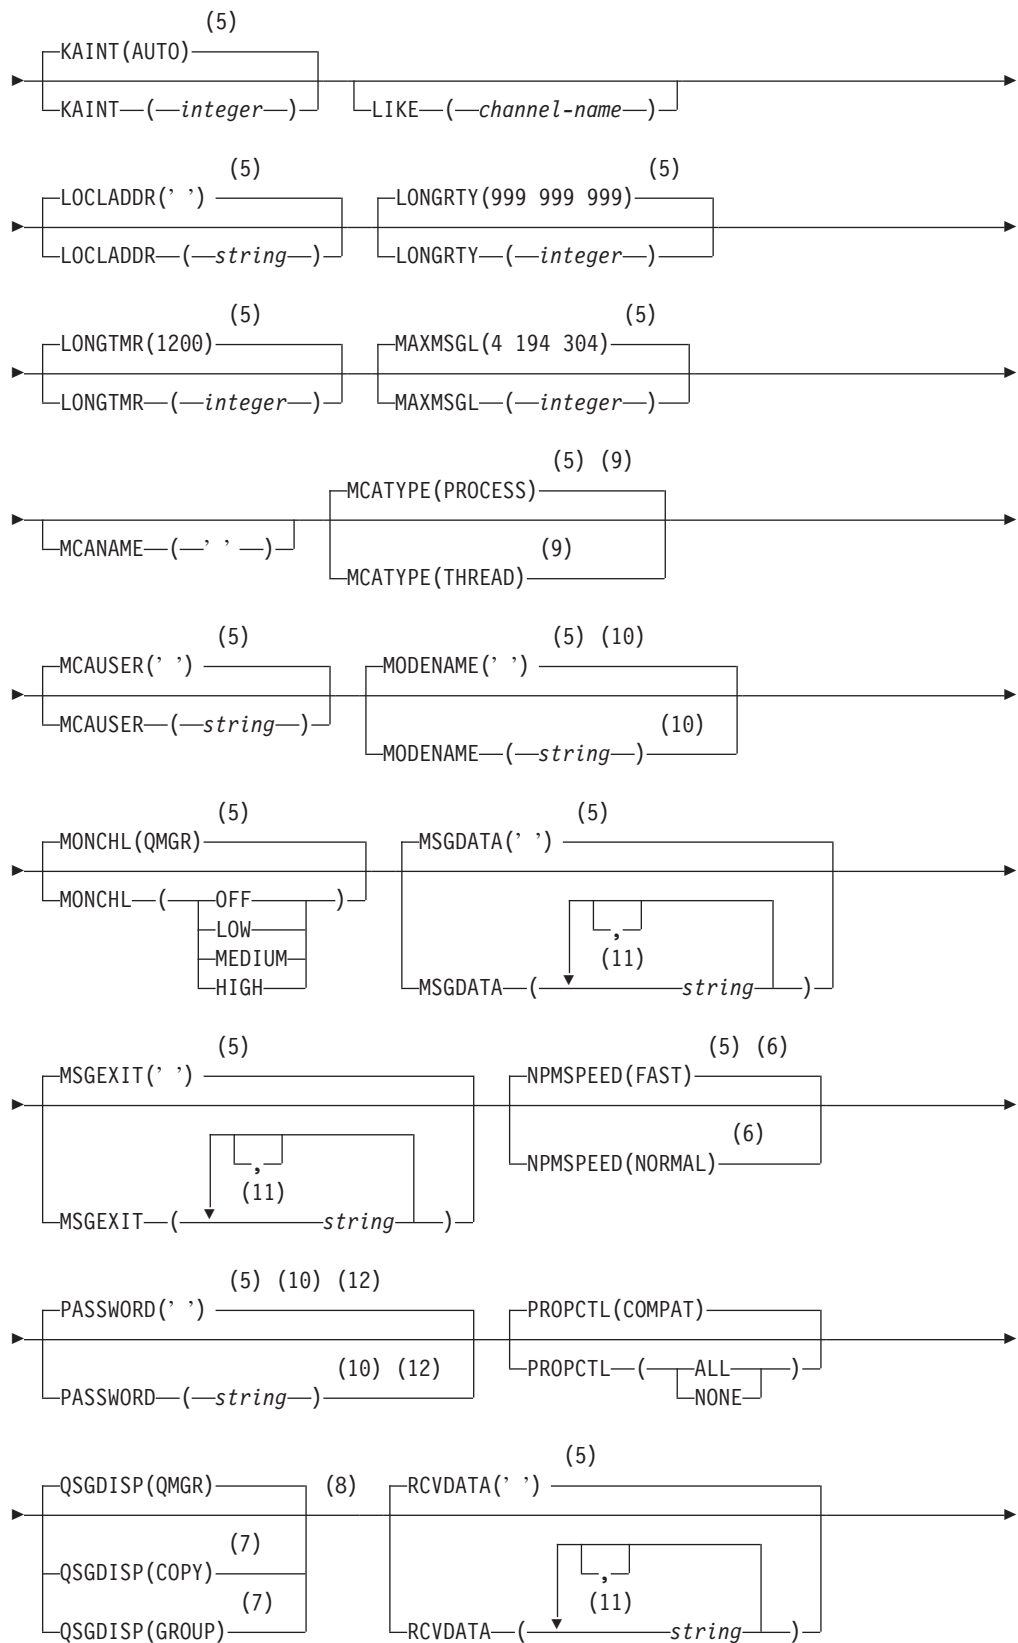 (5)
KAINT(AUTO)
KAINT ( integer ) LIKE ( channel-name )
(5) (5)
LOCLADDR(’ ’) LONGRTY(999 999 999)
LOCLADDR ( string ) LONGRTY ( integer )
(5) (5)
LONGTMR(1200) MAXMSGL(4 194 304)
LONGTMR ( integer ) MAXMSGL ( integer )
(5) (9)
MCATYPE(PROCESS)
MCANAME ( ’ ’ ) (9)
MCATYPE(THREAD)
(5) (5) (10)
MCAUSER(’ ’) MODENAME(’ ’)
MCAUSER ( string ) (10)
MODENAME ( string )
(5) (5)
MONCHL(QMGR) MSGDATA(’ ’)
MONCHL ( OFF )
LOW ,
MEDIUM (11)
HIGH MSGDATA ( string )
(5) (5) (6)
MSGEXIT(’ ’) NPMSPEED(FAST)
, (6)
(11) NPMSPEED(NORMAL)
MSGEXIT ( string )
(5) (10) (12)
PASSWORD(’ ’) PROPCTL(COMPAT)
(10) (12) PROPCTL ( ALL )
PASSWORD ( string ) NONE
(5)
QSGDISP(QMGR) (8) RCVDATA(’ ’)
(7)
QSGDISP(COPY) ,
(7) (11)
QSGDISP(GROUP) RCVDATA ( string )